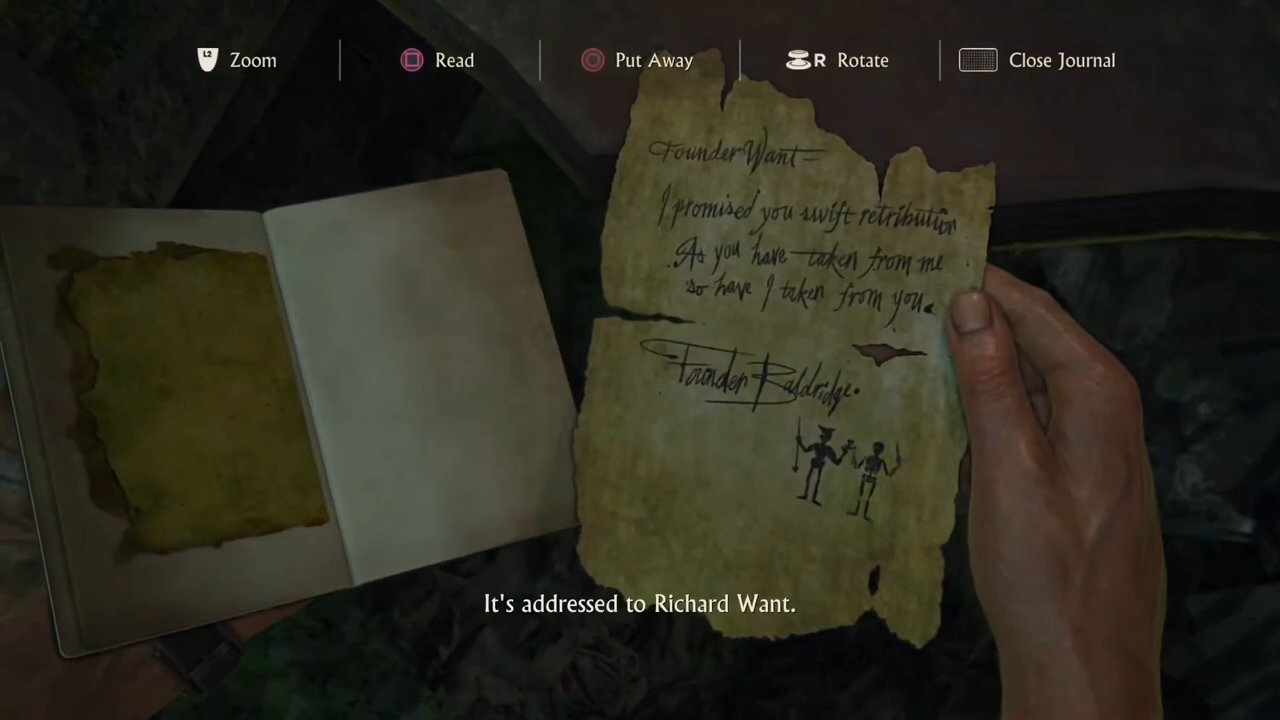 L2 Zoom
Read
Put Away
R Rotate
Close Journal
Founder Want—
I promised you swift retribution
As you have taken from me
so have I taken from you.
Founder Baldridge.
It's addressed to Richard Want.